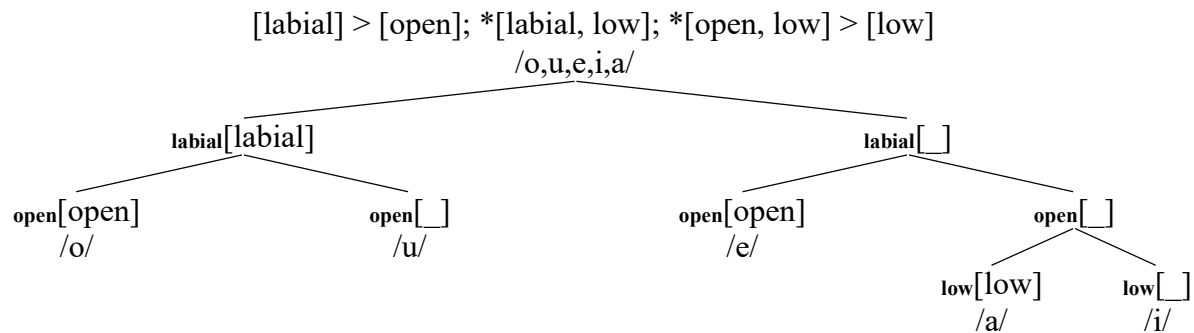 [labial] > [open]; *[labial, low]; *[open, low] > [low]
/o,u,e,i,a/
labial[labial] labial[_]
open[open] open[_] open[open] open[_]
/o/ /u/ /e/
low[low] low[_]
/a/ /i/